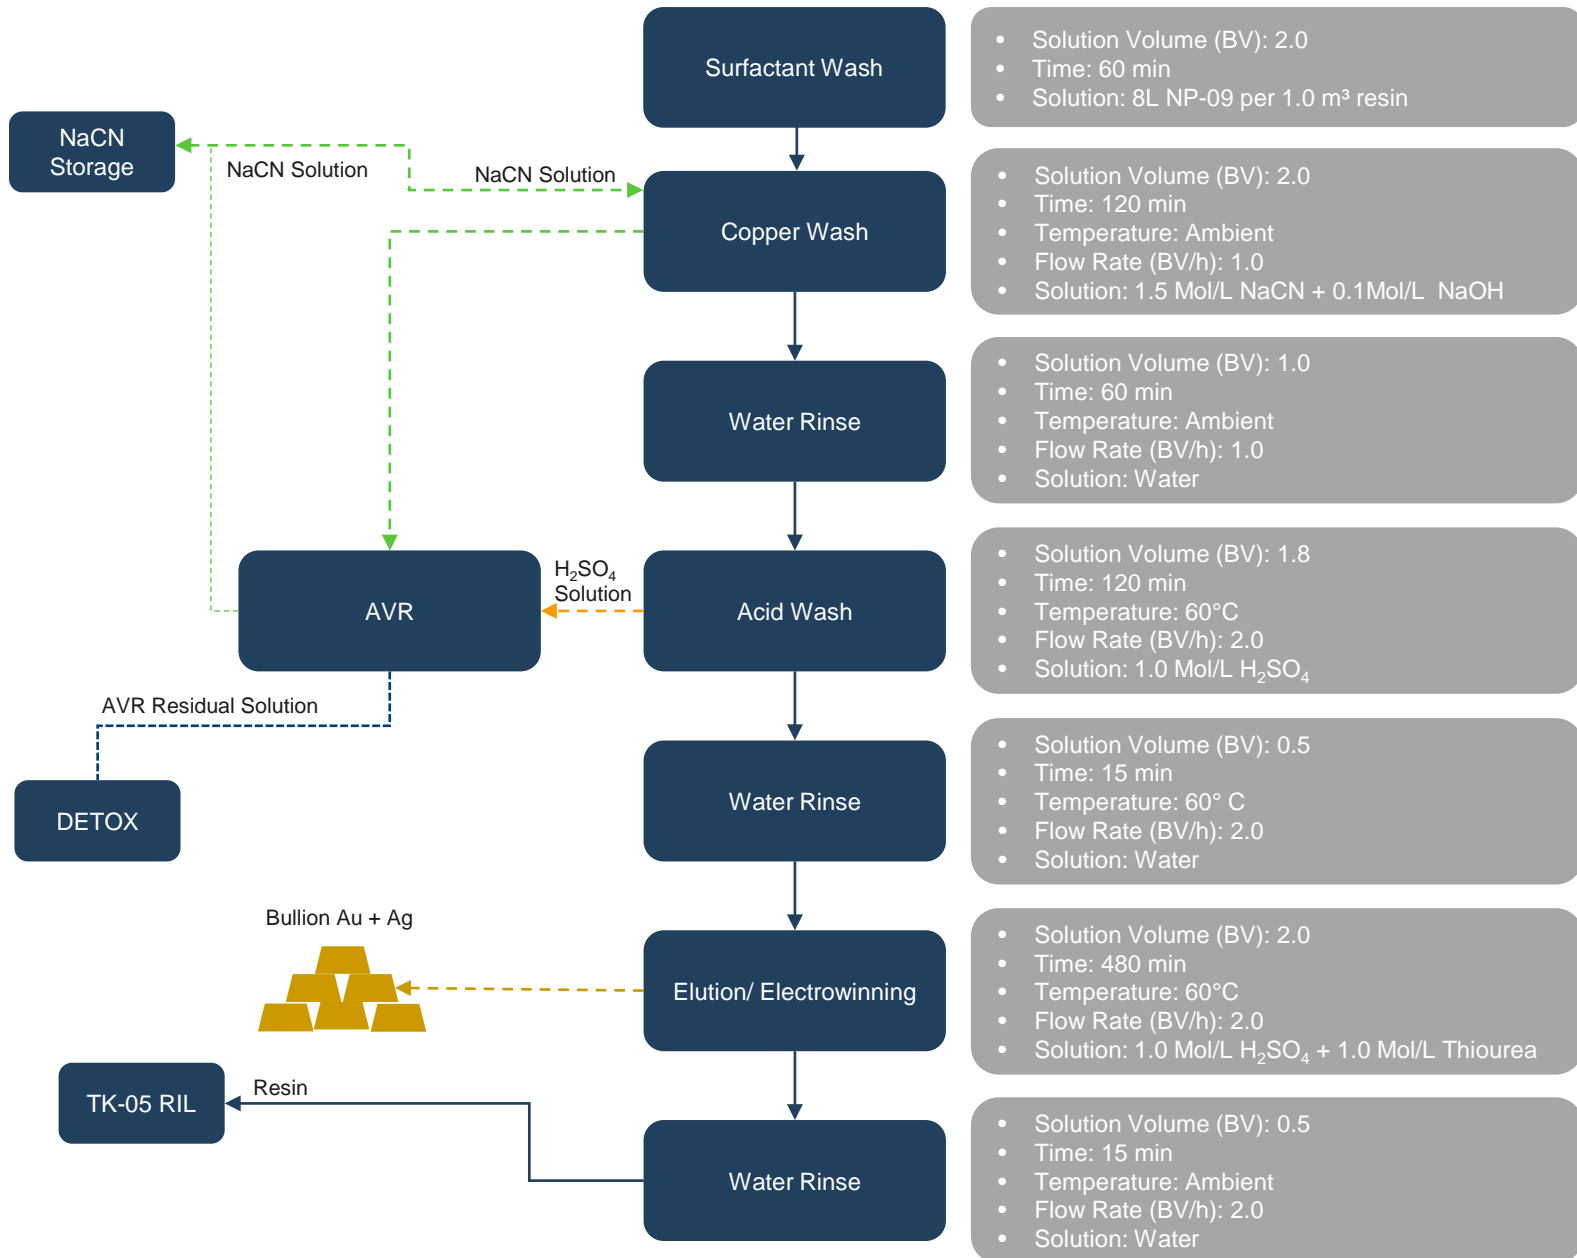 Surfactant Wash
• Solution Volume (BV): 2.0
• Time: 60 min
• Solution: 8L NP-09 per 1.0 m³ resin
NaCN
Storage
NaCN Solution
NaCN Solution
Copper Wash
• Solution Volume (BV): 2.0
• Time: 120 min
• Temperature: Ambient
• Flow Rate (BV/h): 1.0
• Solution: 1.5 Mol/L NaCN + 0.1Mol/L NaOH
Water Rinse
• Solution Volume (BV): 1.0
• Time: 60 min
• Temperature: Ambient
• Flow Rate (BV/h): 1.0
• Solution: Water
AVR
H₂SO₄
Solution
Acid Wash
• Solution Volume (BV): 1.8
• Time: 120 min
• Temperature: 60°C
• Flow Rate (BV/h): 2.0
• Solution: 1.0 Mol/L H₂SO₄
AVR Residual Solution
DETOX
Water Rinse
• Solution Volume (BV): 0.5
• Time: 15 min
• Temperature: 60° C
• Flow Rate (BV/h): 2.0
• Solution: Water
Bullion Au + Ag
Elution/ Electrowinning
• Solution Volume (BV): 2.0
• Time: 480 min
• Temperature: 60°C
• Flow Rate (BV/h): 2.0
• Solution: 1.0 Mol/L H₂SO₄ + 1.0 Mol/L Thiourea
TK-05 RIL
Resin
Water Rinse
• Solution Volume (BV): 0.5
• Time: 15 min
• Temperature: Ambient
• Flow Rate (BV/h): 2.0
• Solution: Water